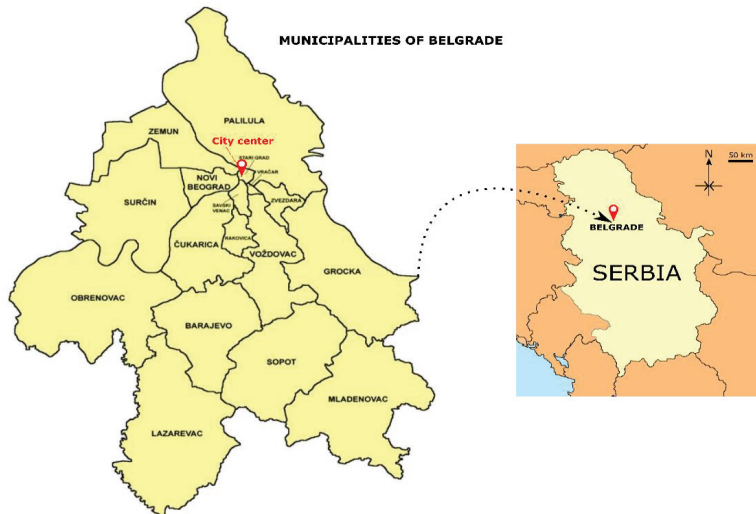 MUNICIPALITIES OF BELGRADE
PALILULA
ZEMUN
City center
STARI GRAD
VRAČAR
NOVI
BEOGRAD
SURČIN
SAVSKI
VENAC
ZVEZDARA
ČUKARICA
RAKOVICA
VOŽDOVAC
GROCKA
OBRENOVAC
BARAJEVO
SOPOT
MLADENOVAC
LAZAREVAC
N
50 km
BELGRADE
SERBIA